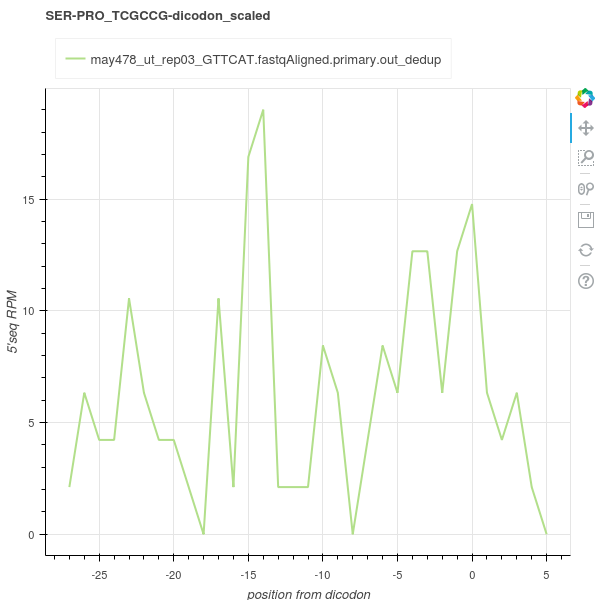 SER-PRO_TCGCCG-dicodon_scaled
may478_ut_rep03_GTTCAT.fastqAligned.primary.out_dedup
15
10
5
0
5'seq RPM
-25 -20 -15 -10 -5 0 5
position from dicodon